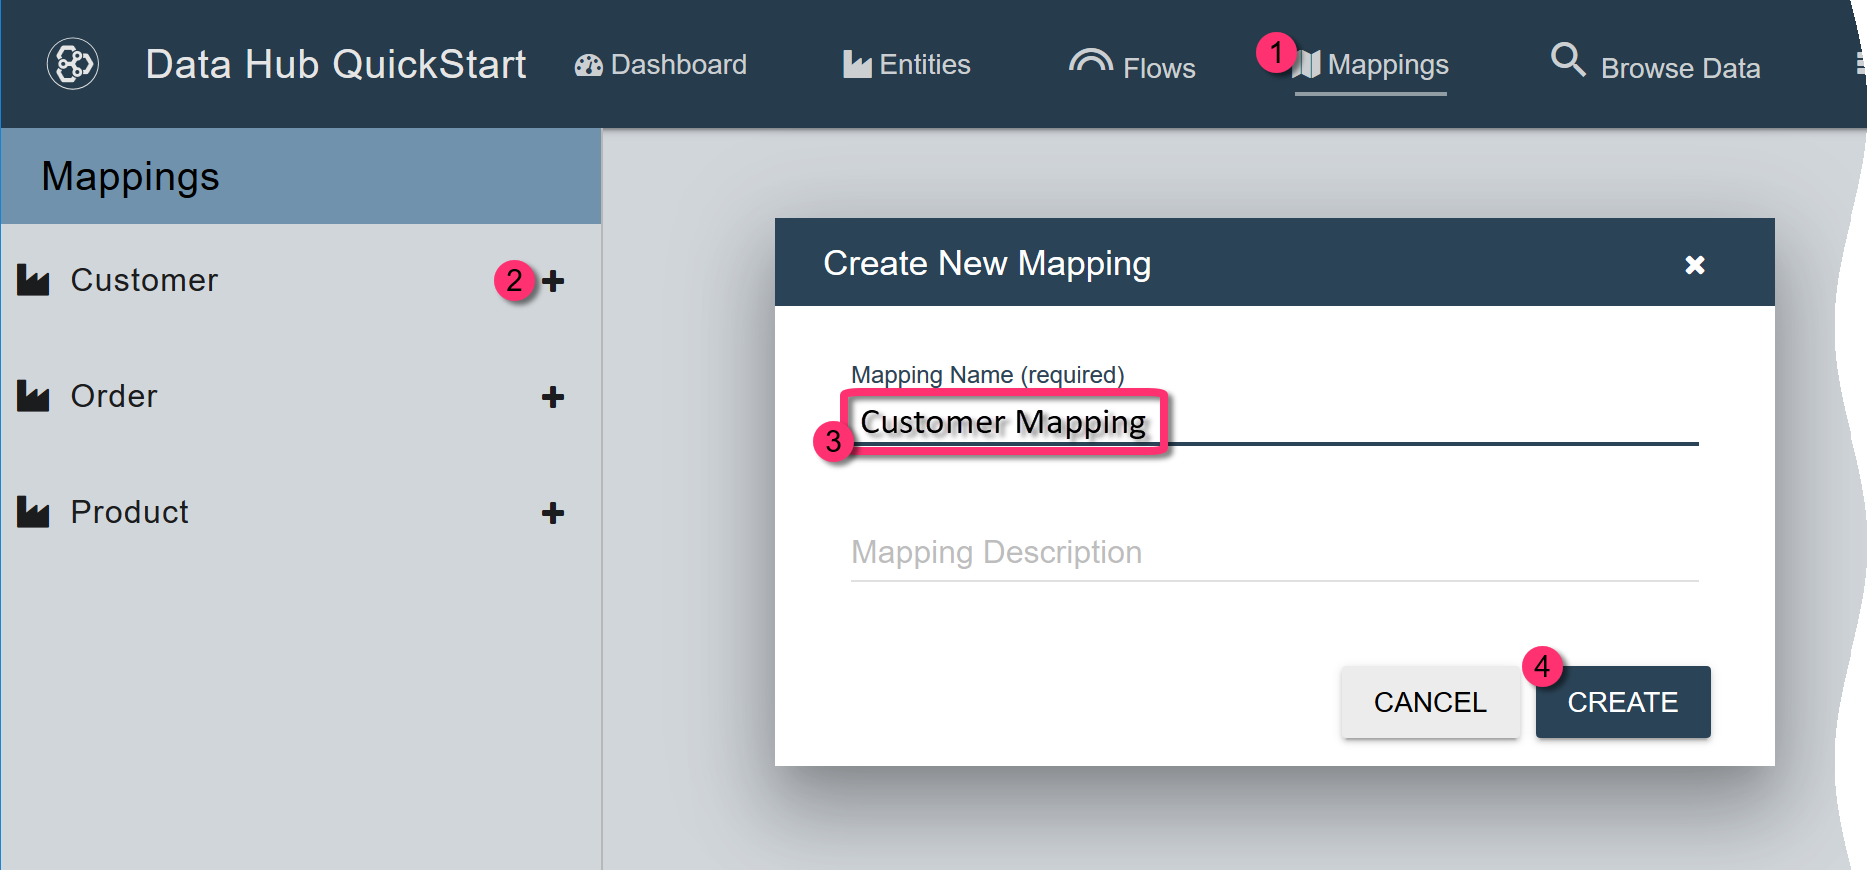 Data Hub QuickStart Dashboard Entities Flows 1 Mappings Browse Data
Mappings
Customer 2
Order
Product
Create New Mapping
Mapping Name (required)
Customer Mapping
3
Mapping Description
4
CANCEL CREATE